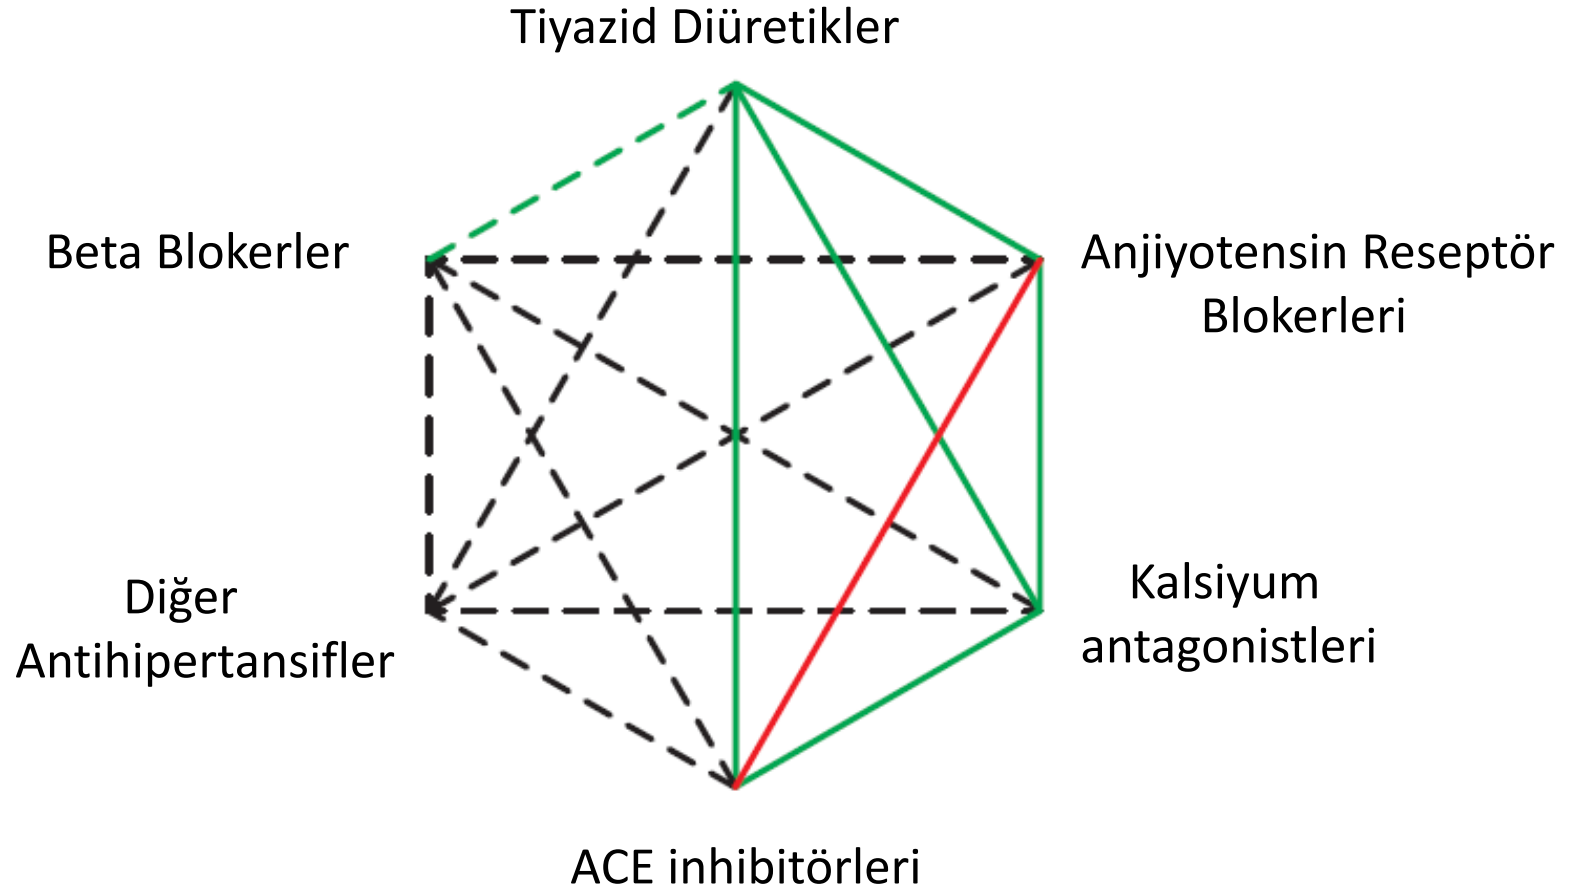 Tiyazid Diüretikler
Beta Blokerler
Anjiyotensin Reseptör
Blokerleri
Diğer
Antihipertansifler
Kalsiyum
antagonistleri
ACE inhibitörleri